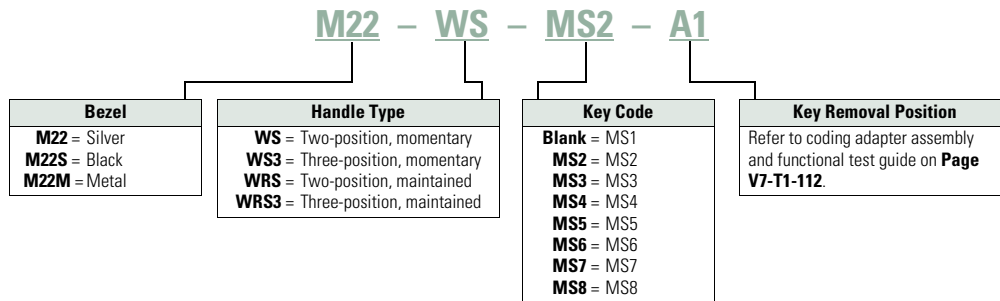 M22 – WS – MS2 – A1
Bezel
M22 = Silver
M22S = Black
M22M = Metal
Handle Type
WS = Two-position, momentary
WS3 = Three-position, momentary
WRS = Two-position, maintained
WRS3 = Three-position, maintained
Key Code
Blank = MS1
MS2 = MS2
MS3 = MS3
MS4 = MS4
MS5 = MS5
MS6 = MS6
MS7 = MS7
MS8 = MS8
Key Removal Position
Refer to coding adapter assembly
and functional test guide on Page
V7-T1-112.